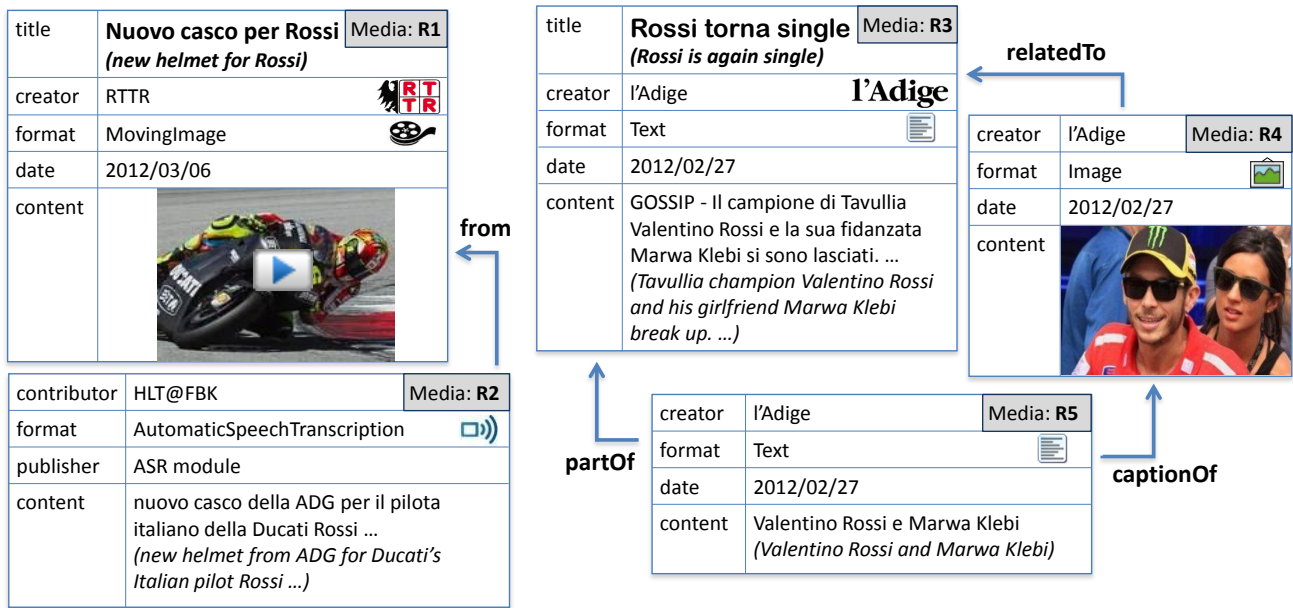 title Nuovo casco per Rossi Media: R1
(new helmet for Rossi)
creator RTTR RTTR
format MovingImage
date 2012/03/06
content
DUCATI
from
contributor HLT@FBK Media: R2
format AutomaticSpeechTranscription
publisher ASR module
content nuovo casco della ADG per il pilota
italiano della Ducati Rossi …
(new helmet from ADG for Ducati’s
Italian pilot Rossi …)
title Rossi torna single Media: R3
(Rossi is again single)
creator l’Adige l’Adige
format Text
date 2012/02/27
content GOSSIP - Il campione di Tavullia
Valentino Rossi e la sua fidanzata
Marwa Klebi si sono lasciati. …
(Tavullia champion Valentino Rossi
and his girlfriend Marwa Klebi
break up. …)
relatedTo
creator l’Adige Media: R4
format Image
date 2012/02/27
content
partOf
creator l’Adige Media: R5
format Text
date 2012/02/27
content Valentino Rossi e Marwa Klebi
(Valentino Rossi and Marwa Klebi)
captionOf